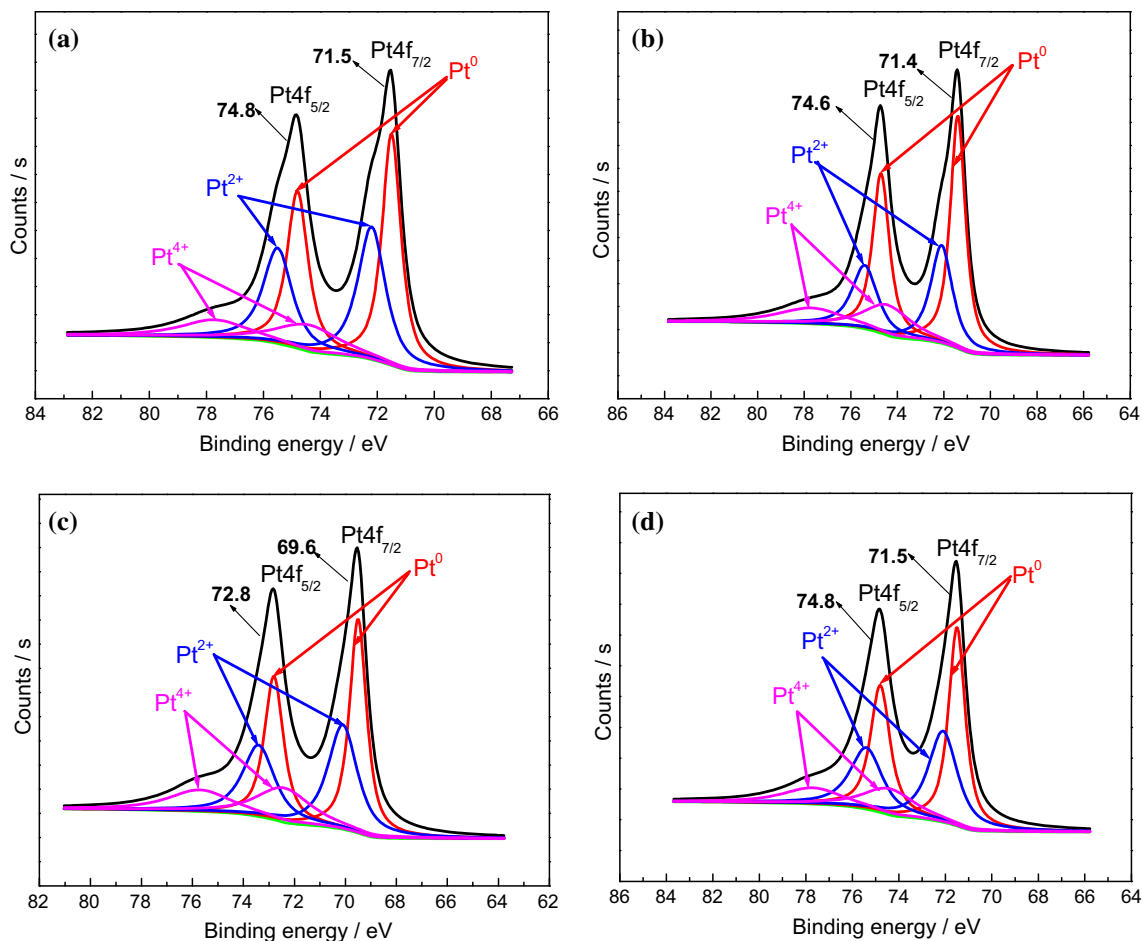 (a)
71.5
Pt4f7/2
Pt0
74.8
Pt4f5/2
Pt2+
Pt4+
Counts / s
84 82 80 78 76 74 72 70 68 66
Binding energy / eV
(b)
71.4
Pt4f7/2
Pt0
74.6
Pt4f5/2
Pt2+
Pt4+
Counts / s
86 84 82 80 78 76 74 72 70 68 66 64
Binding energy / eV
(c)
69.6
Pt4f7/2
Pt0
72.8
Pt4f5/2
Pt2+
Pt4+
Counts / s
82 80 78 76 74 72 70 68 66 64 62
Binding energy / eV
(d)
71.5
Pt4f7/2
Pt0
74.8
Pt4f5/2
Pt2+
Pt4+
Counts / s
86 84 82 80 78 76 74 72 70 68 66 64
Binding energy / eV